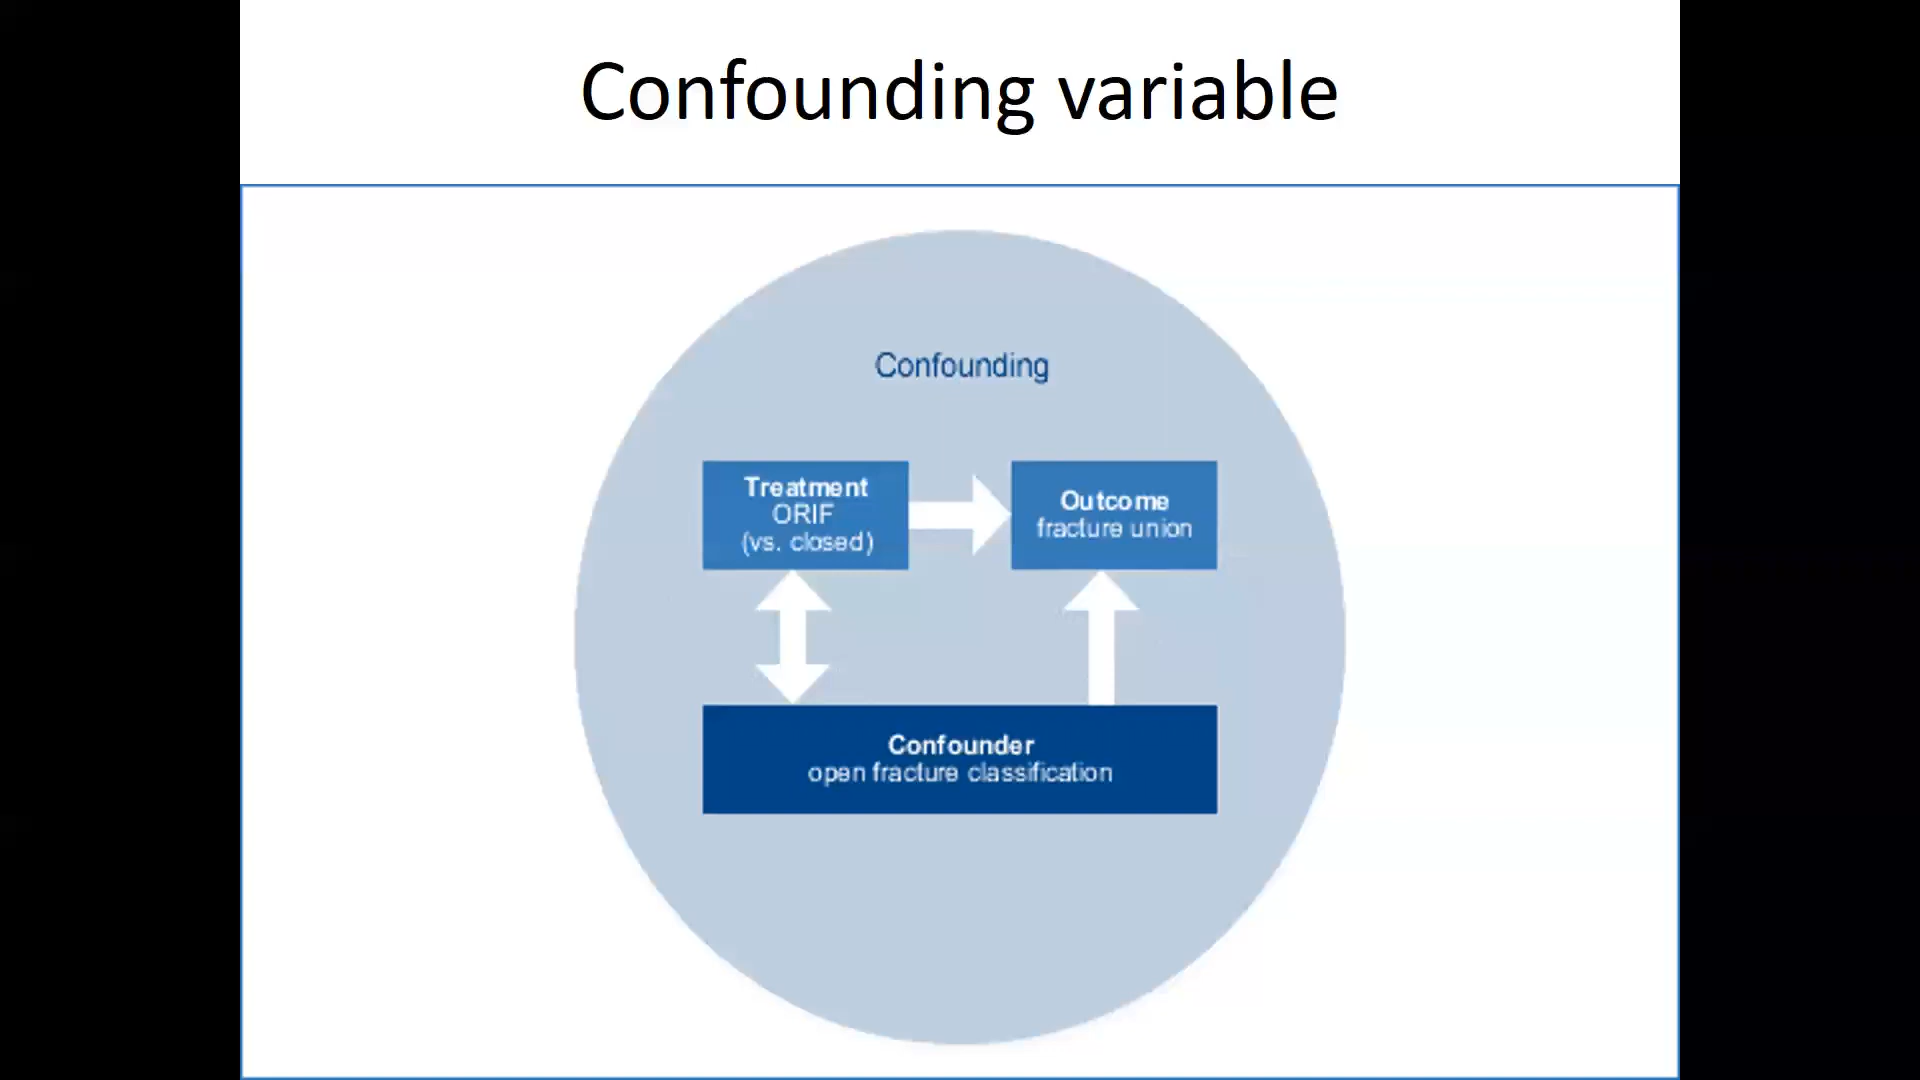 Confounding variable
Confounding
Treatment
ORIF
(vs. closed)
Outcome
fracture union
Confounder
open fracture classification